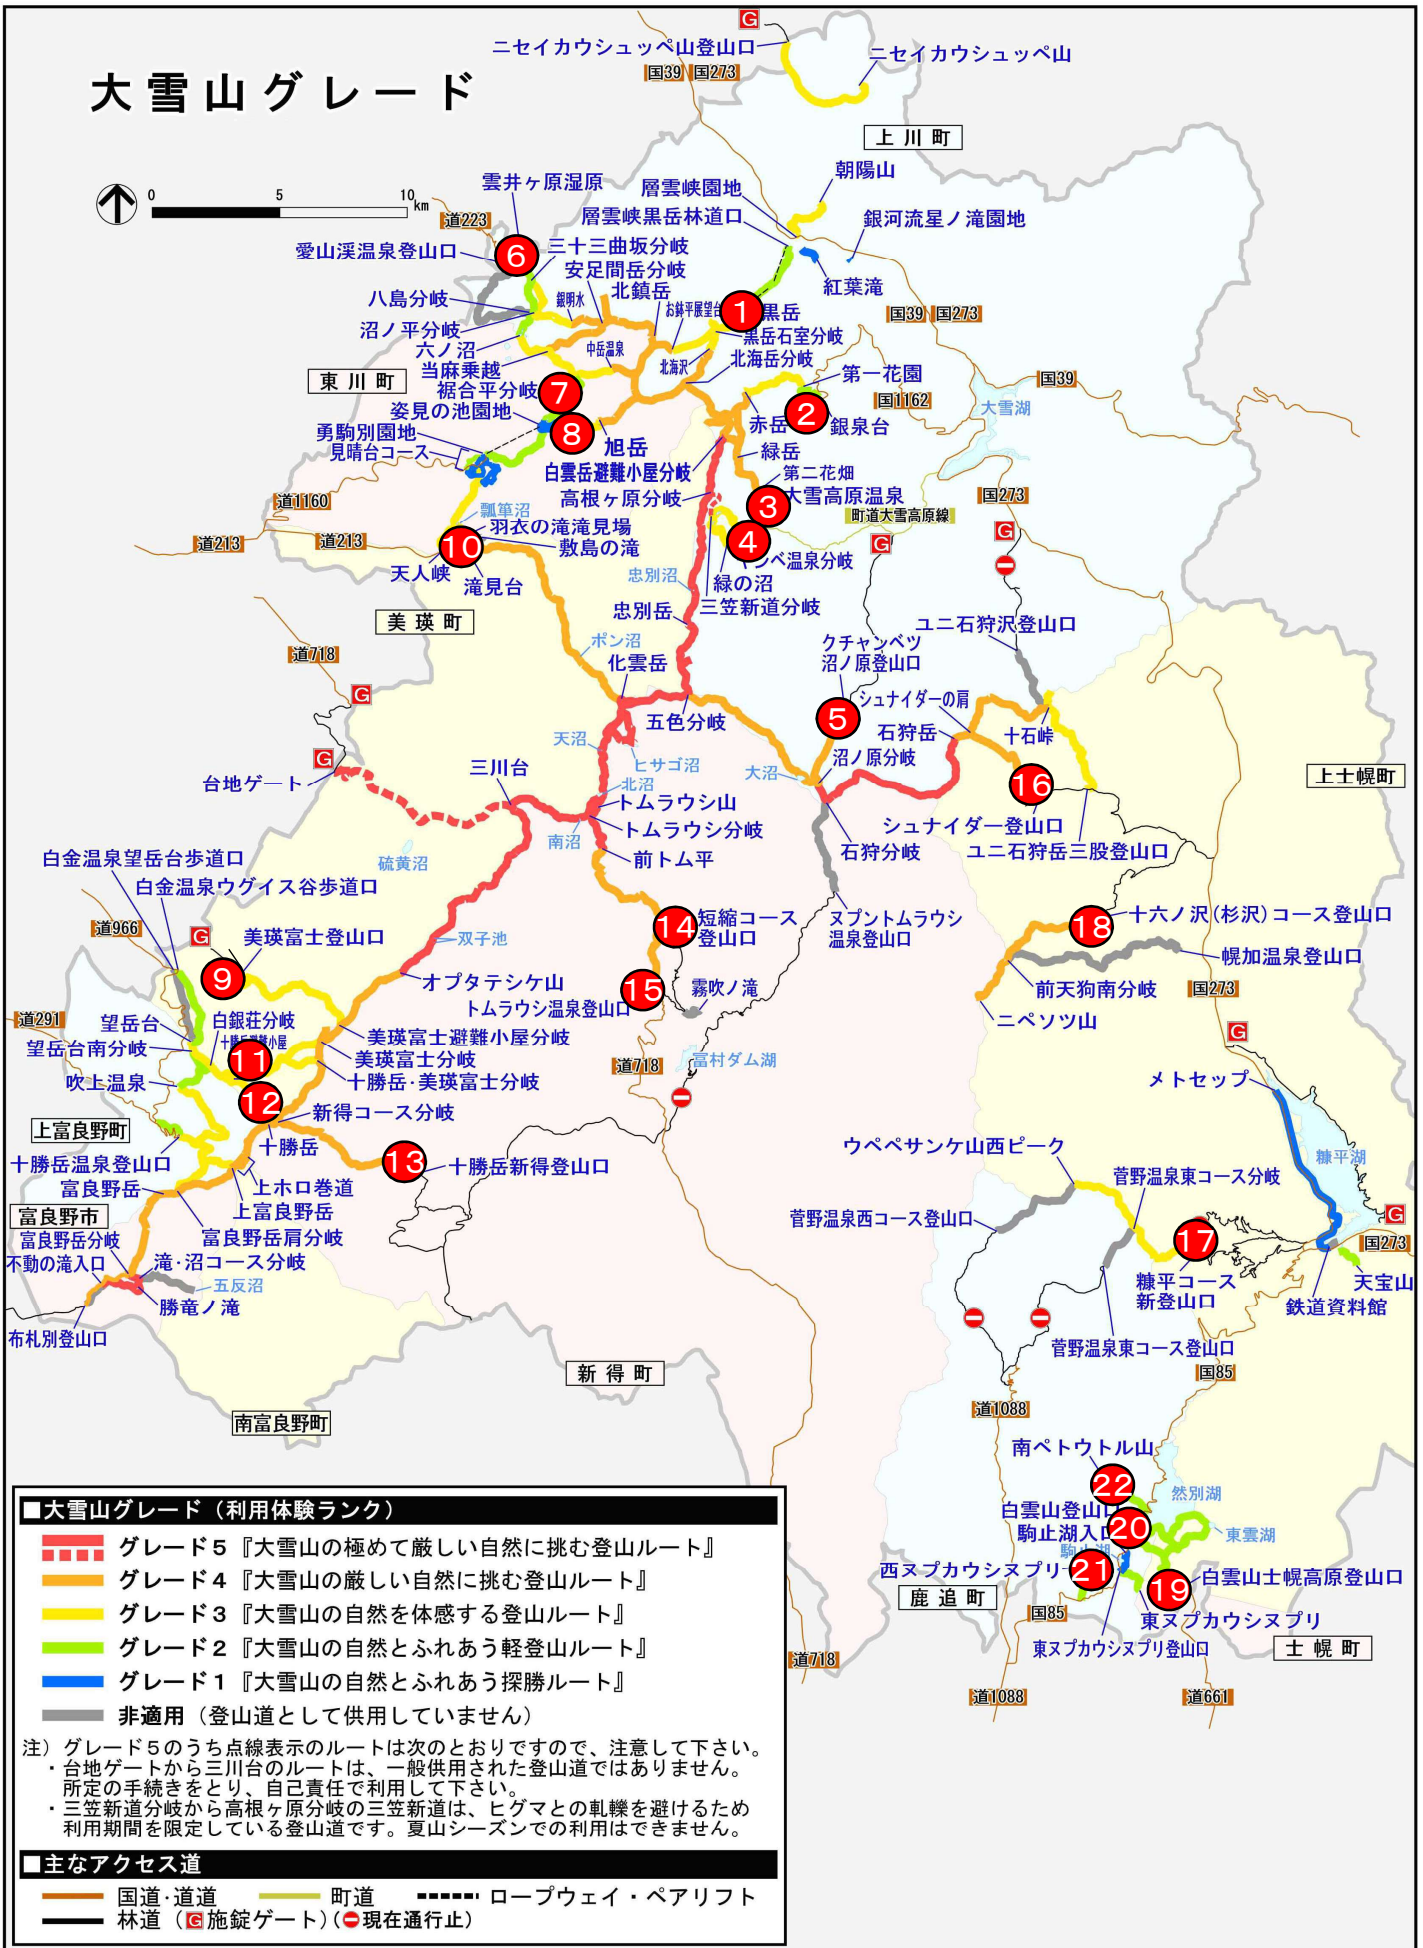 大雪山グレード
0 5 10 km
G
ニセイカウシュッペ山登山口
ニセイカウシュッペ山
国39 国273
上川町
朝陽山
雲井ヶ原湿原
層雲峡園地
道223
層雲峡黒岳林道口
銀河流星ノ滝園地
愛山渓温泉登山口
6
三十三曲坂分岐
安足間岳分岐
紅葉滝
北鎮岳
八島分岐
銀明水
お鉢平展望台
1
黒岳
国39 国273
沼ノ平分岐
黒岳石室分岐
六ノ沼
中岳温泉
北海沢
北海岳分岐
当麻乗越
東川町
裾合平分岐
7
第一花園
国39
国1162
大雪湖
姿見の池園地
8
赤岳
2
銀泉台
勇駒別園地
旭岳
見晴台コース
緑岳
白雲岳避難小屋分岐
第二花畑
高根ヶ原分岐
3
大雪高原温泉
国273
道1160
瓢箪沼
町道大雪高原線
G
羽衣の滝滝見場
道213
道213
10
敷島の滝
4
ンベ温泉分岐
G
天人峡
滝見台
忠別沼
緑の沼
三笠新道分岐
美瑛町
忠別岳
ユニ石狩沢登山口
クチャンベツ
沼ノ原登山口
ポン沼
道718
化雲岳
シュナイダーの肩
G
五色分岐
5
石狩岳
十石峠
天沼
沼ノ原分岐
G
三川台
ヒサゴ沼
大沼
台地ゲート
北沼
16
上士幌町
トムラウシ山
シュナイダー登山口
南沼
トムラウシ分岐
石狩分岐
ユニ石狩岳三股登山口
白金温泉望岳台歩道口
硫黄沼
前トム平
白金温泉ウグイス谷歩道口
14
短縮コース
登山口
ヌプントムラウシ
温泉登山口
18
十六ノ沢(杉沢)コース登山口
道966
G
美瑛富士登山口
双子池
幌加温泉登山口
9
オプタテシケ山
15
トムラウシ温泉登山口
霧吹ノ滝
前天狗南分岐
国273
道291
望岳台
白銀荘分岐
ニペソツ山
G
美瑛富士避難小屋分岐
望岳台南分岐
11
美瑛富士分岐
富村ダム湖
道718
吹上温泉
十勝岳・美瑛富士分岐
メトセップ
12
新得コース分岐
上富良野町
十勝岳
ウペペサンケ山西ピーク
糠平湖
十勝岳温泉登山口
13
十勝岳新得登山口
菅野温泉東コース分岐
富良野岳
上ホロ巻道
上富良野岳
菅野温泉西コース登山口
G
富良野市
富良野岳肩分岐
17
国273
富良野岳分岐
不動の滝入口
滝・沼コース分岐
糠平コース
新登山口
天宝山
五反沼
勝竜ノ滝
鉄道資料館
布札別登山口
菅野温泉東コース登山口
新得町
国85
南富良野町
道1088
南ペトウトル山
22
然別湖
白雲山登山口
20
駒止湖入口
東雲湖
駒止湖
西ヌプカウシヌプリ
21
19
白雲山士幌高原登山口
鹿追町
国85
東ヌプカウシヌプリ
東ヌプカウシヌプリ登山口
士幌町
道718
道1088
道661
■大雪山グレード（利用体験ランク）
グレード5『大雪山の極めて厳しい自然に挑む登山ルート』
グレード4『大雪山の厳しい自然に挑む登山ルート』
グレード3『大雪山の自然を体感する登山ルート』
グレード2『大雪山の自然とふれあう軽登山ルート』
グレード1『大雪山の自然とふれあう探勝ルート』
非適用（登山道として供用していません）
注）グレード5のうち点線表示のルートは次のとおりですので、注意して下さい。
・台地ゲートから三川台のルートは、一般供用された登山道ではありません。
所定の手続きをとり、自己責任で利用して下さい。
・三笠新道分岐から高根ヶ原分岐の三笠新道は、ヒグマとの軋轢を避けるため
利用期間を限定している登山道です。夏山シーズンでの利用はできません。
■主なアクセス道
国道・道道 町道 ロープウェイ・ペアリフト
林道（G施錠ゲート）(現在通行止）